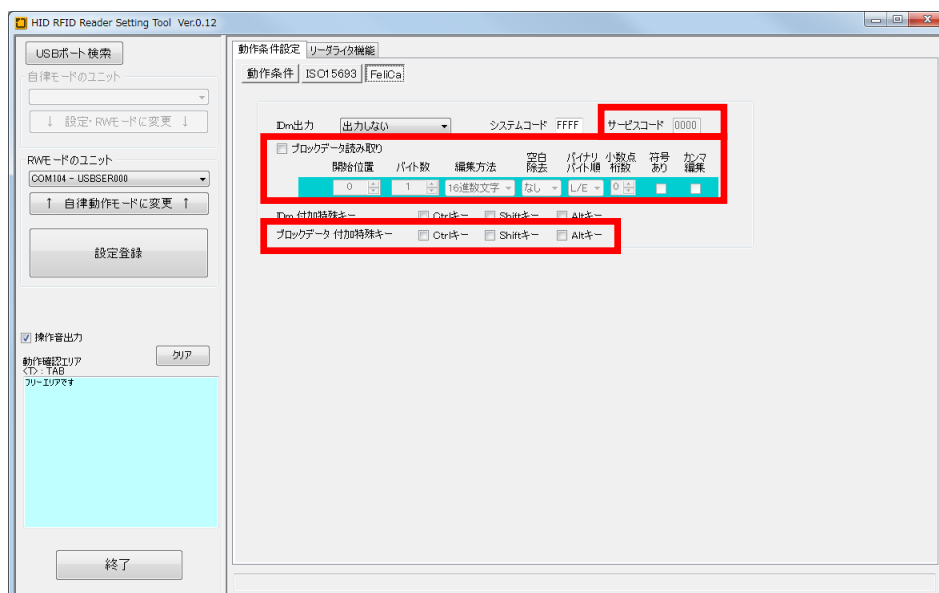 HID RFID Reader Setting Tool Ver.0.12
USBポート検索
自律モードのユニット
↓ 設定・RWモードに変更 ↓
RWモードのユニット
COM104 - USBSER000
↑ 自律動作モードに変更 ↑
設定登録
操作音出力
動作確認エリア
<T> : TAB
クリア
フリーエリアです
終了
動作条件設定 リーダライタ機能
動作条件 ISO15693 FeliCa
IDm出力 出力しない システムコード FFFF サービスコード 0000
ブロックデータ読み取り
開始位置 バイト数 編集方法 空白除去 バイナリバイト順 小数点桁数 符号あり カンマ編集
0 1 16進数文字 なし L/E 0
IDm 付加特殊キー Ctrlキー Shiftキー Altキー
ブロックデータ 付加特殊キー Ctrlキー Shiftキー Altキー